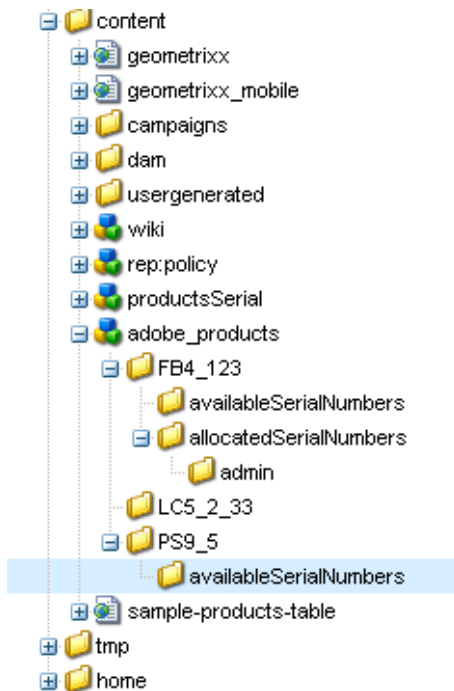 content
geometrixx
geometrixx_mobile
campaigns
dam
usergenerated
wiki
rep:policy
productsSerial
adobe_products
FB4_123
availableSerialNumbers
allocatedSerialNumbers
admin
LC5_2_33
PS9_5
availableSerialNumbers
sample-products-table
tmp
home